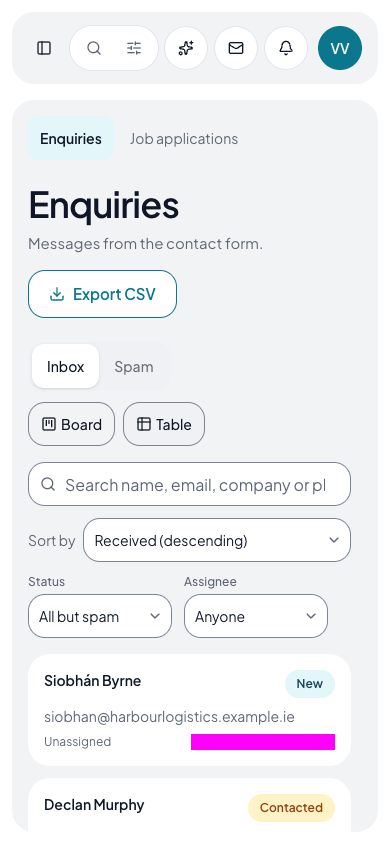 VV
Enquiries Job applications
Enquiries
Messages from the contact form.
Export CSV
Inbox Spam
Board Table
Search name, email, company or pl
Sort by Received (descending)
Status Assignee
All but spam Anyone
Siobhán Byrne New
siobhan@harbourlogistics.example.ie
Unassigned
Declan Murphy Contacted